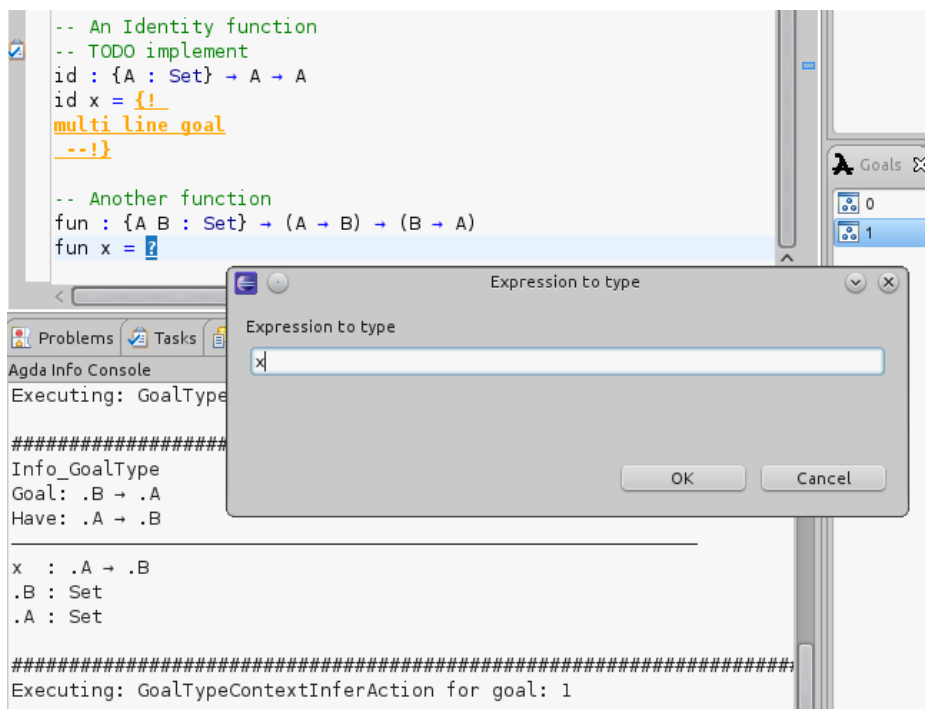 -- An Identity function
-- TODO implement
id : {A : Set} → A → A
id x = {!
multi line goal
 --!}
-- Another function
fun : {A B : Set} → (A → B) → (B → A)
fun x = ?
Goals
0
1
Expression to type
Expression to type
x
OK
Cancel
Problems
Tasks
Agda Info Console
Executing: GoalType
####################
Info_GoalType
Goal: .B → .A
Have: .A → .B
x  : .A → .B
.B : Set
.A : Set
####################################################################
Executing: GoalTypeContextInferAction for goal: 1